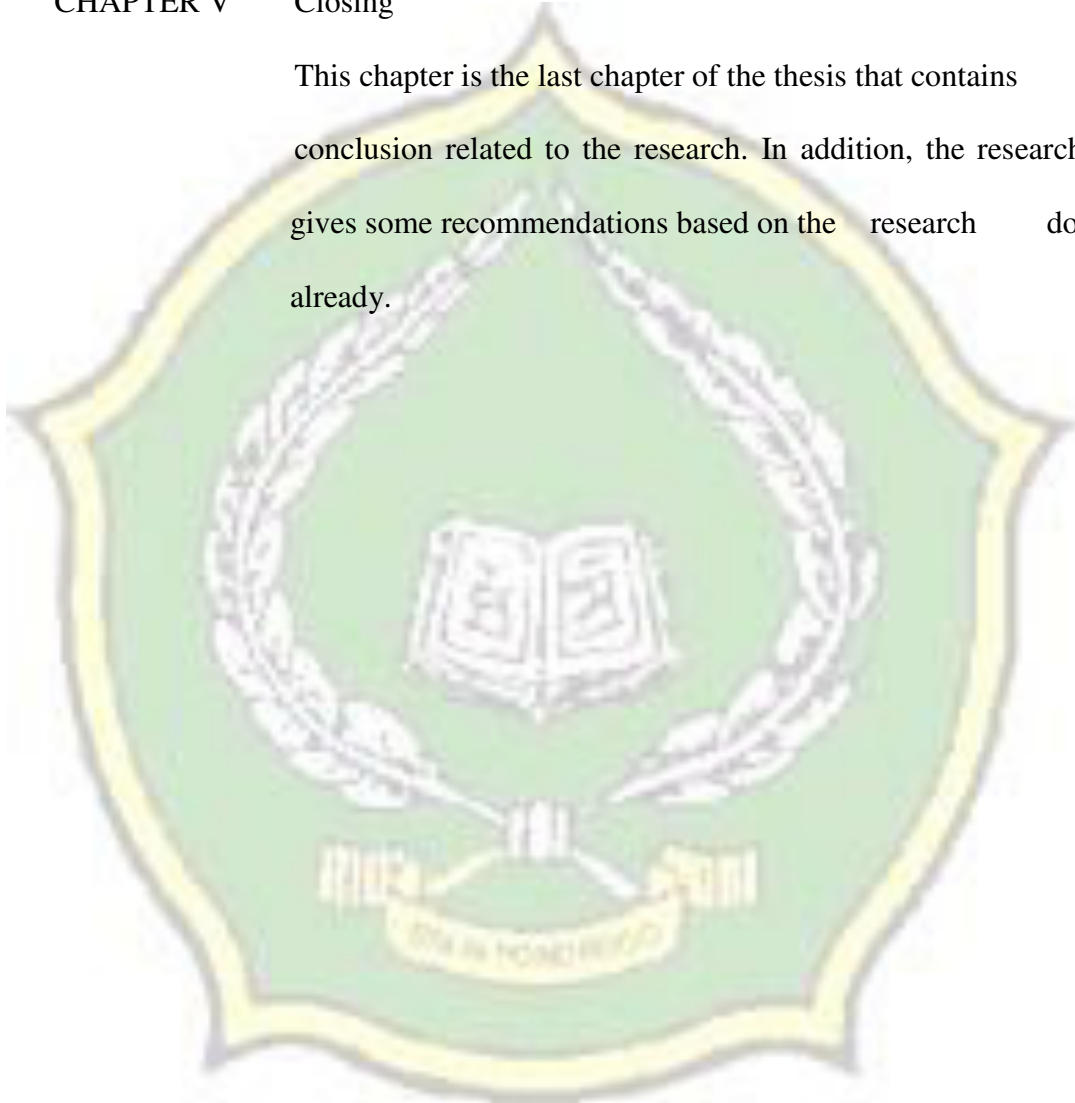 CHAPTER V Closing
This chapter is the last chapter of the thesis that contains
conclusion related to the research. In addition, the research
gives some recommendations based on the research do
already.